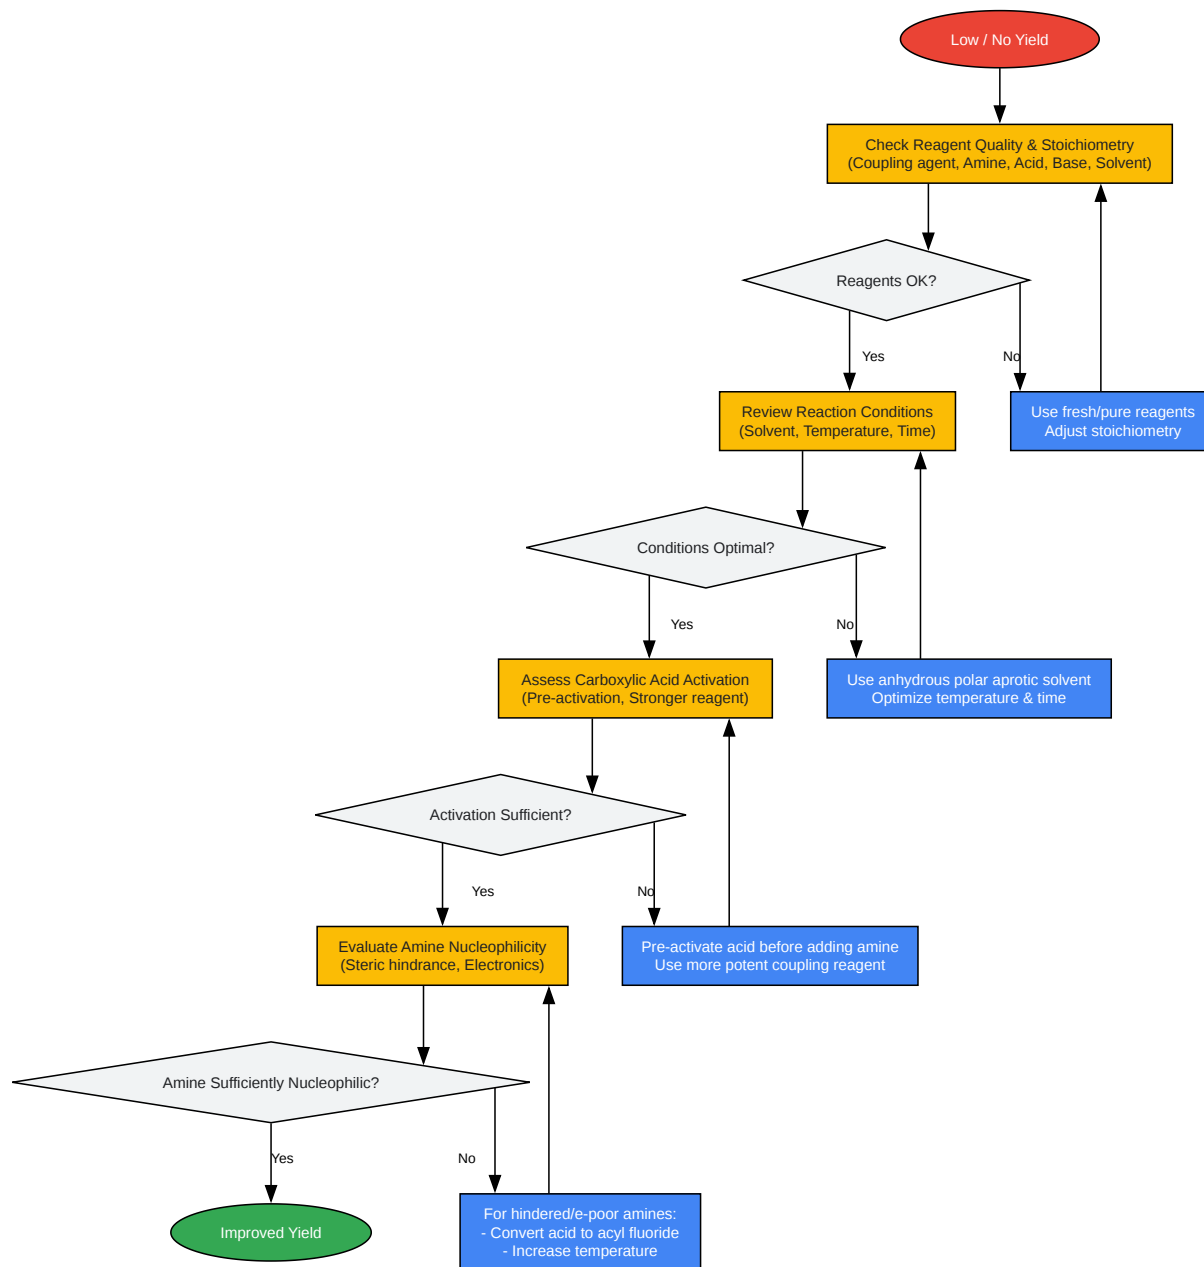 Low / No Yield
Check Reagent Quality & Stoichiometry
(Coupling agent, Amine, Acid, Base, Solvent)
Reagents OK?
Yes
No
Review Reaction Conditions
(Solvent, Temperature, Time)
Use fresh/pure reagents
Adjust stoichiometry
Conditions Optimal?
Yes
No
Assess Carboxylic Acid Activation
(Pre-activation, Stronger reagent)
Use anhydrous polar aprotic solvent
Optimize temperature & time
Activation Sufficient?
Yes
No
Evaluate Amine Nucleophilicity
(Steric hindrance, Electronics)
Pre-activate acid before adding amine
Use more potent coupling reagent
Amine Sufficiently Nucleophilic?
Yes
No
Improved Yield
For hindered/e-poor amines:
- Convert acid to acyl fluoride
- Increase temperature